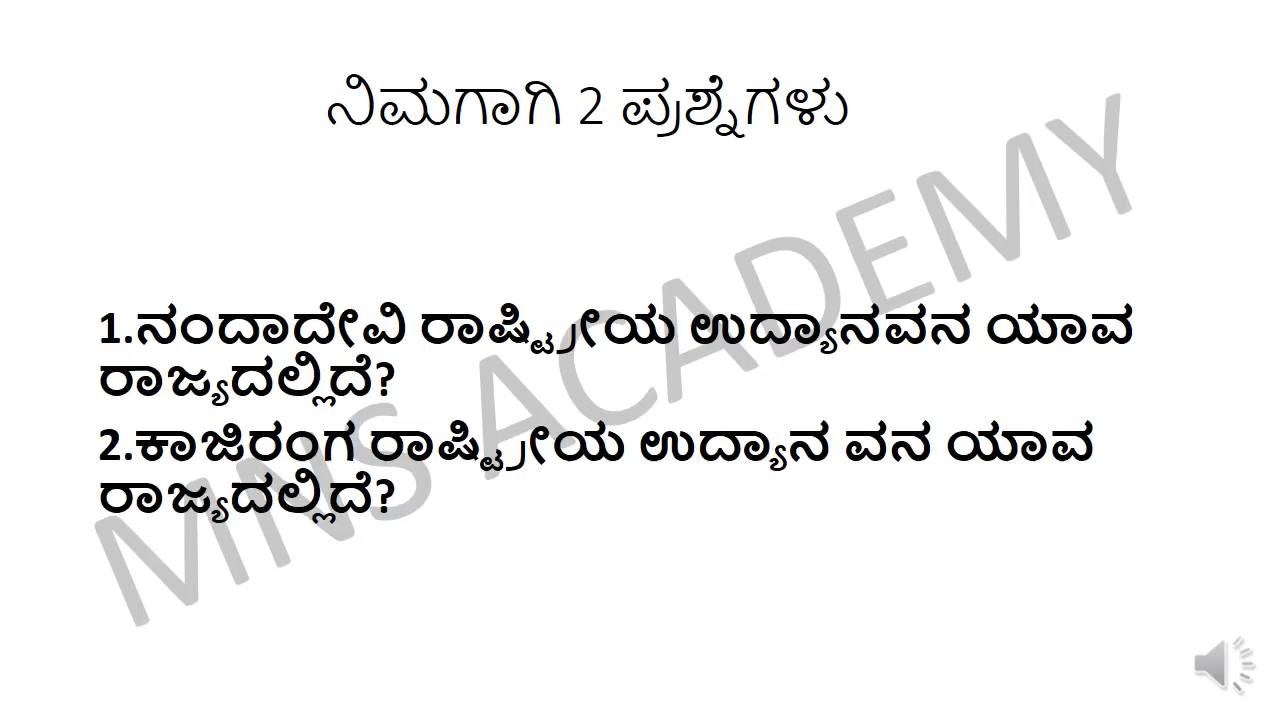 ನಿಮಗಾಗಿ 2 ಪ್ರಶ್ನೆಗಳು
1.ನಂದಾದೇವಿ ರಾಷ್ಟ್ರೀಯ ಉದ್ಯಾನವನ ಯಾವ
ರಾಜ್ಯದಲ್ಲಿದೆ?
2.ಕಾಜಿರಂಗ ರಾಷ್ಟ್ರೀಯ ಉದ್ಯಾನ ವನ ಯಾವ
ರಾಜ್ಯದಲ್ಲಿದೆ?
MNS ACADEMY